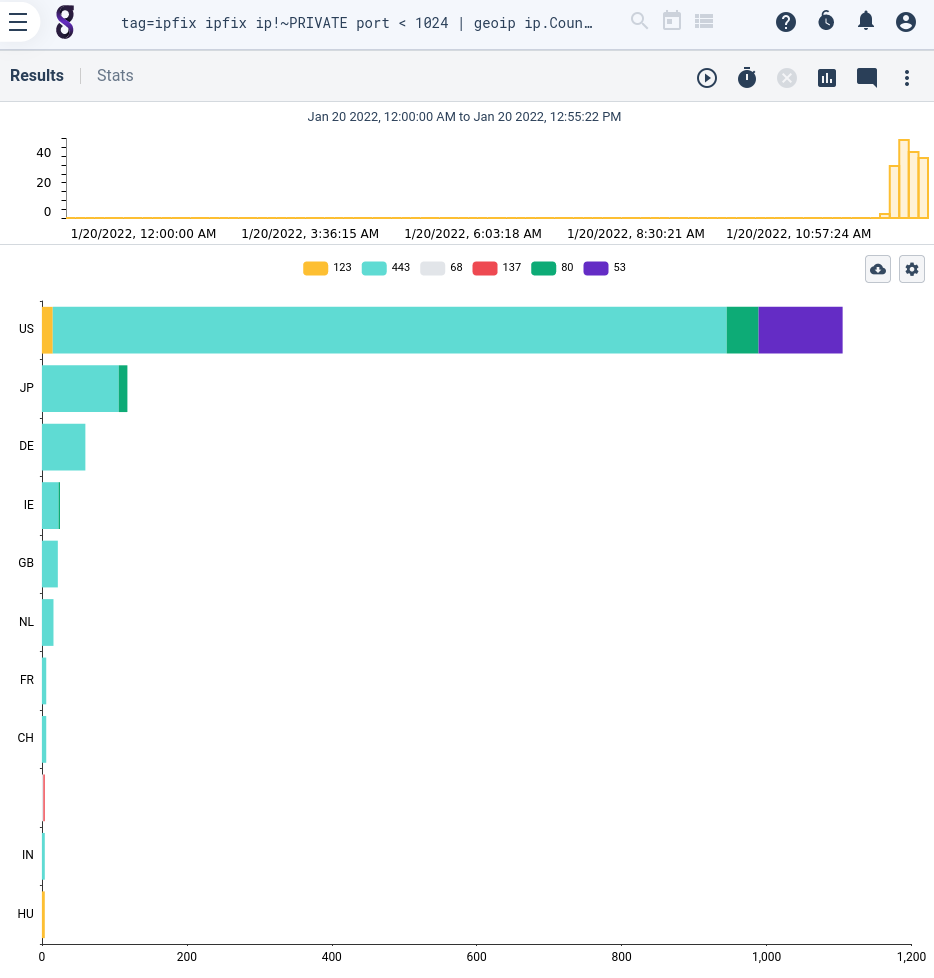 tag=ipfix ipfix ip!~PRIVATE port < 1024 | geoip ip.Coun…
Results | Stats
Jan 20 2022, 12:00:00 AM to Jan 20 2022, 12:55:22 PM
40
20
0
1/20/2022, 12:00:00 AM 1/20/2022, 3:36:15 AM 1/20/2022, 6:03:18 AM 1/20/2022, 8:30:21 AM 1/20/2022, 10:57:24 AM
123 443 68 137 80 53
US
JP
DE
IE
GB
NL
FR
CH
IN
HU
0 200 400 600 800 1,000 1,200